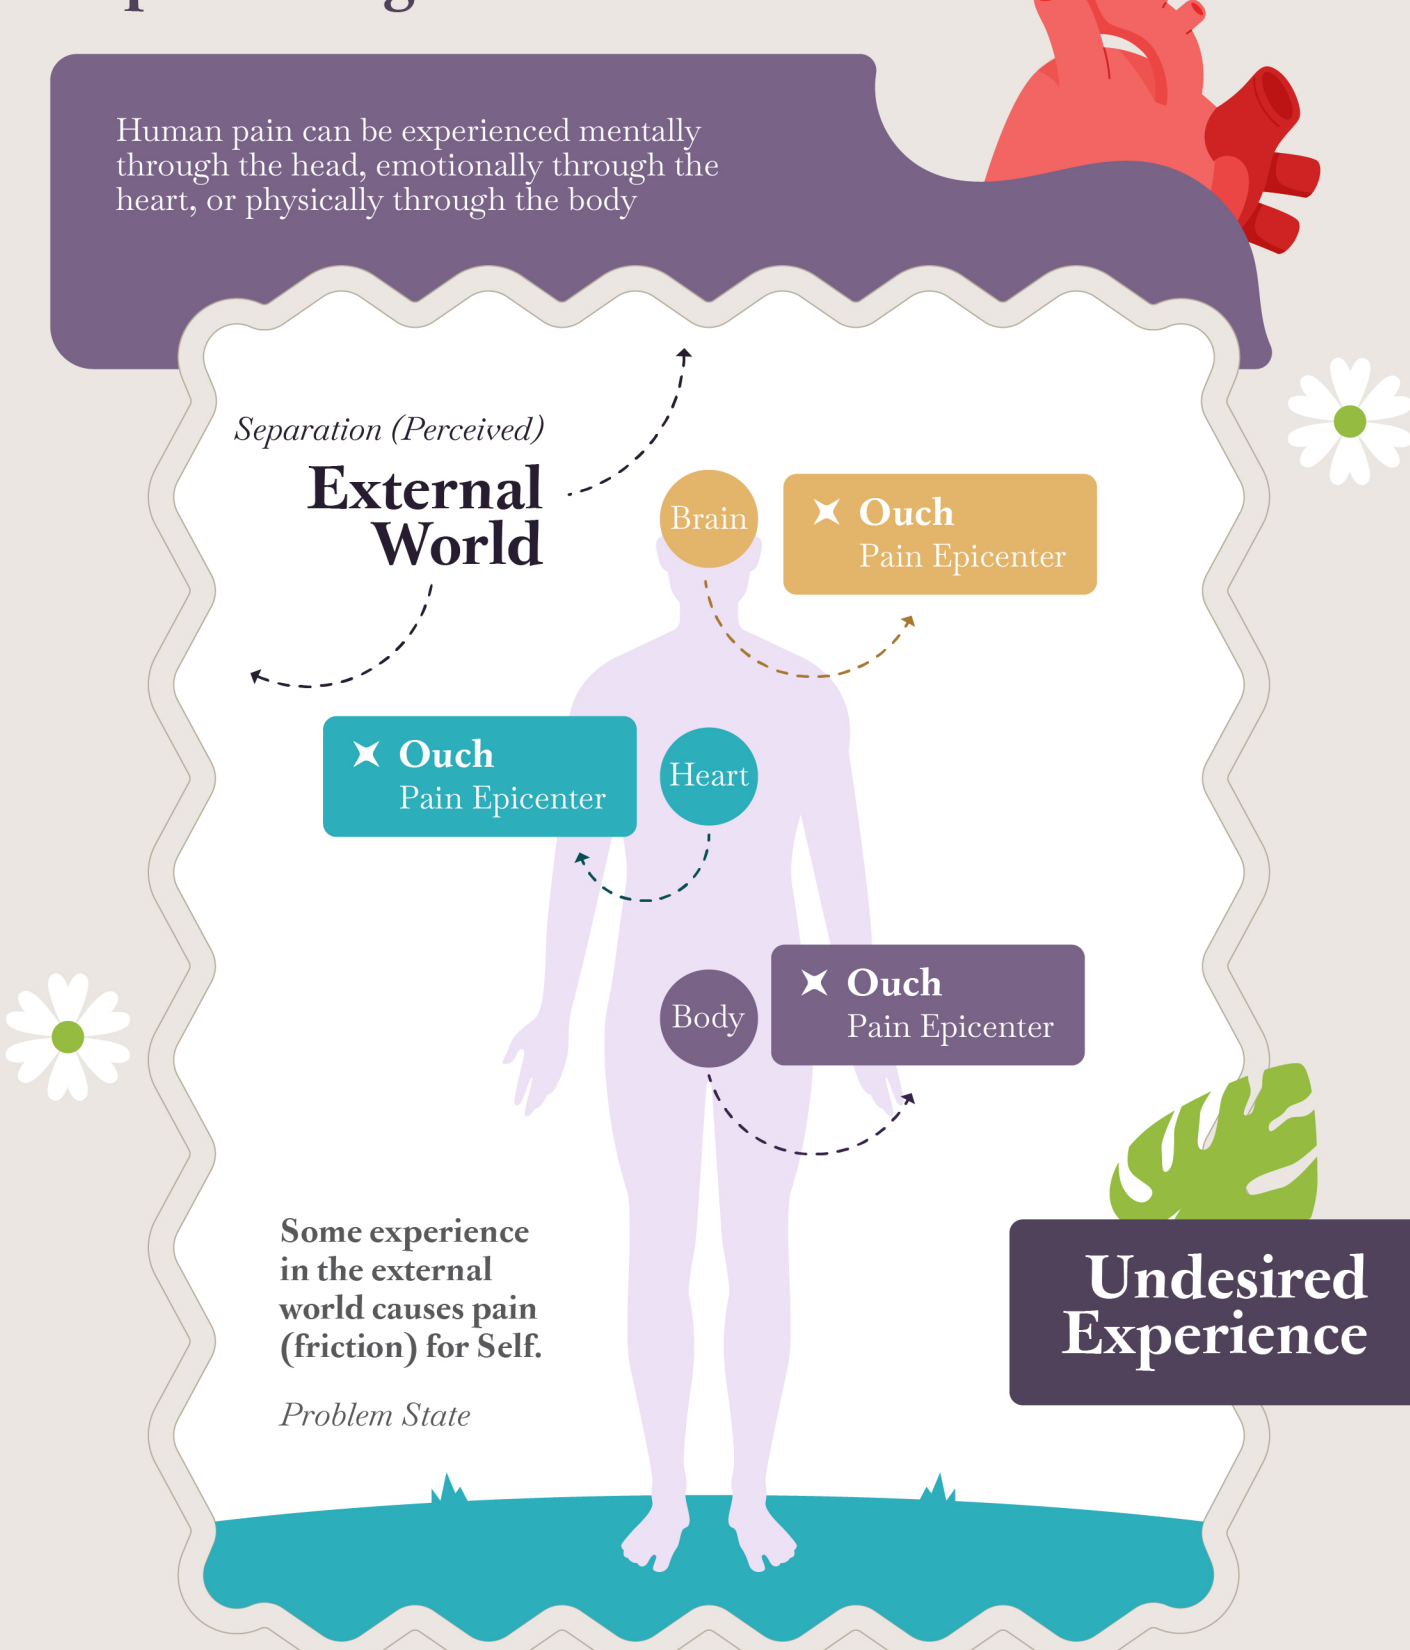 Human pain can be experienced mentally
through the head, emotionally through the
heart, or physically through the body
Separation (Perceived)
External
World
Brain
Ouch
Pain Epicenter
Ouch
Pain Epicenter
Heart
Body
Ouch
Pain Epicenter
Some experience
in the external
world causes pain
(friction) for Self.
Problem State
Undesired
Experience